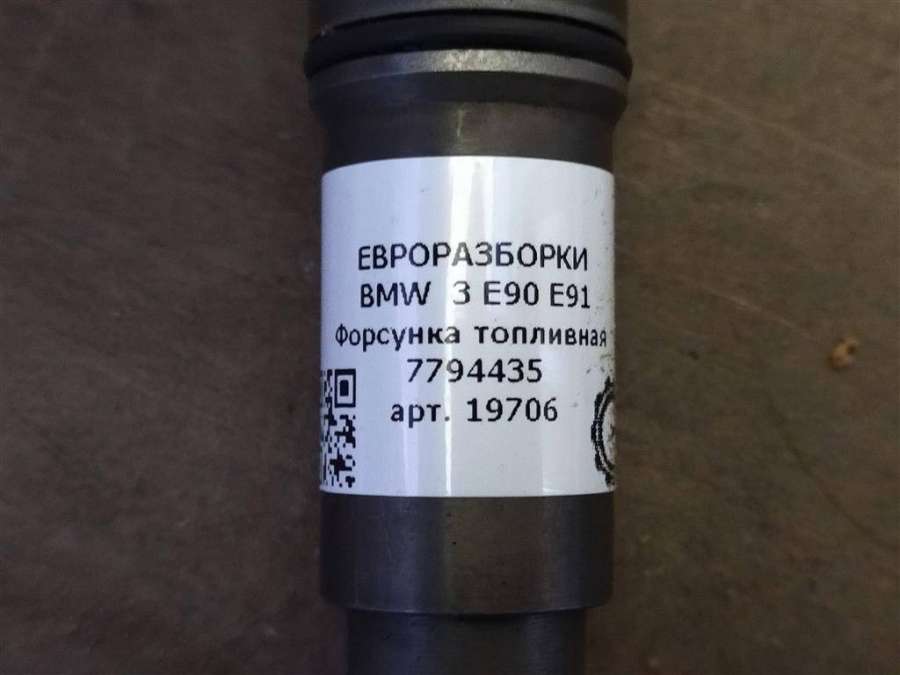 ЕВРОРАЗБОРКИ
BMW 3 E90 E91
Форсунка топливная
7794435
арт. 19706